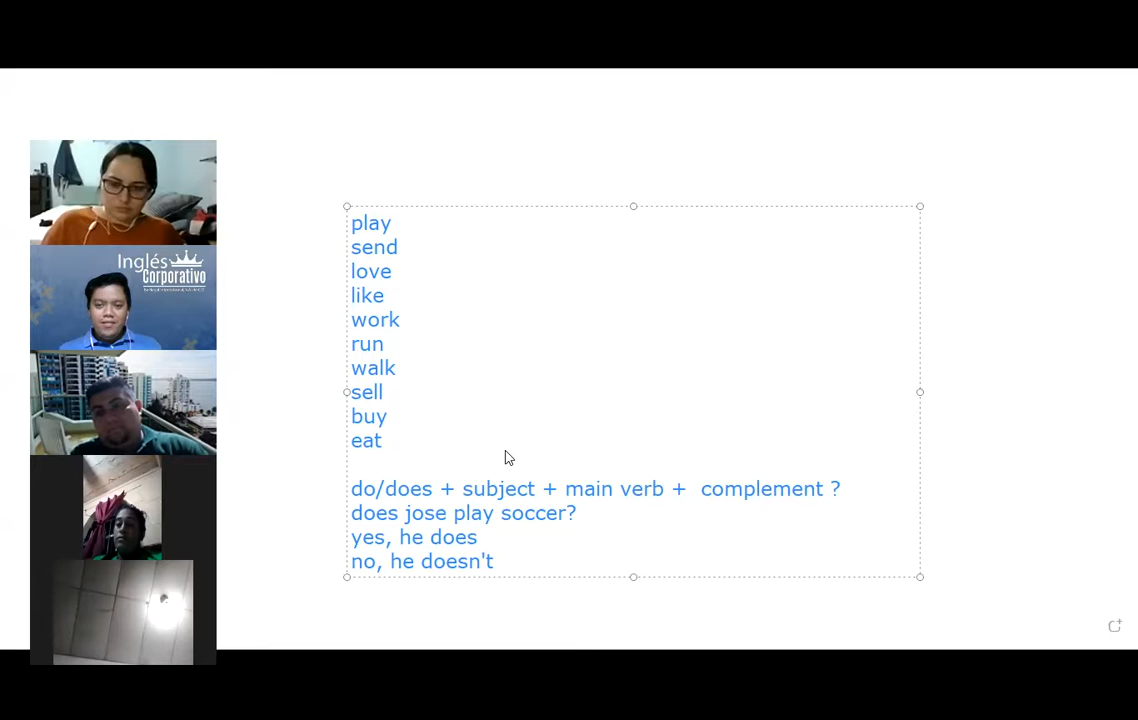 Inglés
Corporativo
play
send
love
like
work
run
walk
sell
buy
eat
do/does + subject + main verb +  complement ?
does jose play soccer?
yes, he does
no, he doesn't